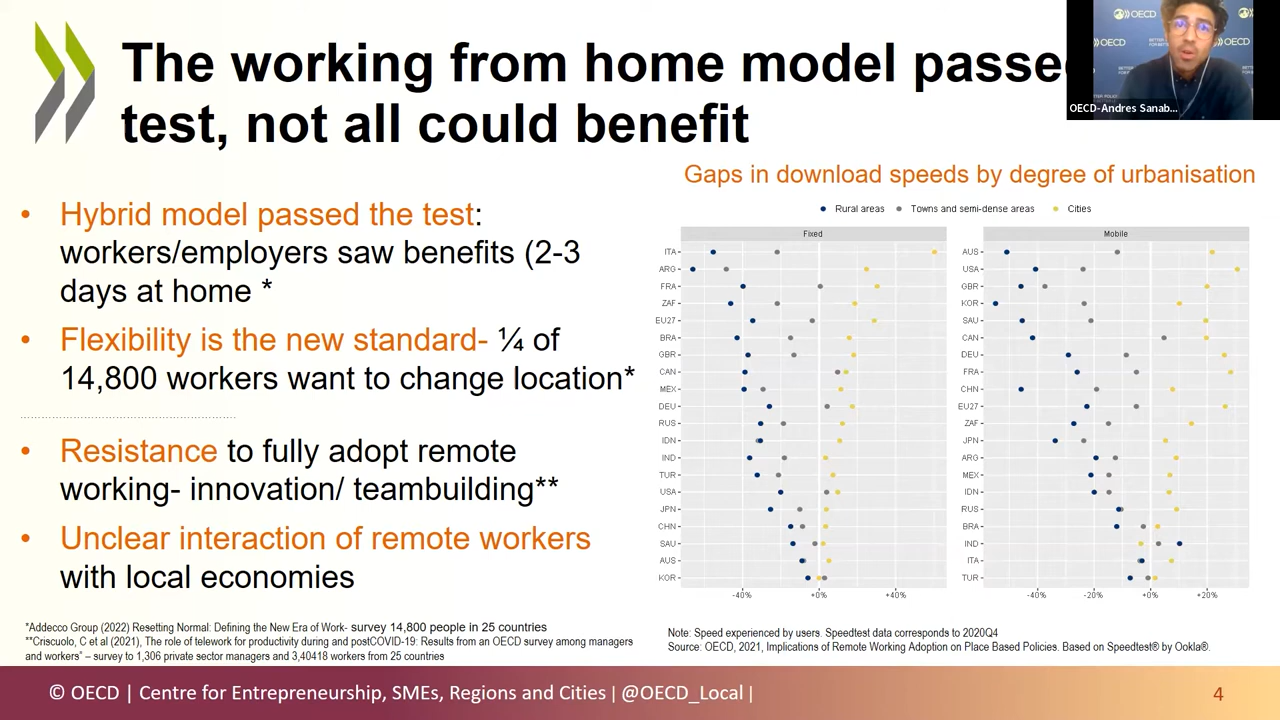 The working from home model passe
test, not all could benefit
OECD
OECD
OECD
OECD-Andres Sanab...
• Hybrid model passed the test:
workers/employers saw benefits (2-3
days at home *
• Flexibility is the new standard- ¼ of
14,800 workers want to change location*
• Resistance to fully adopt remote
working- innovation/ teambuilding**
• Unclear interaction of remote workers
with local economies
Gaps in download speeds by degree of urbanisation
Rural areas Towns and semi-dense areas Cities
Fixed
ITA
ARG
FRA
ZAF
EU27
BRA
GBR
CAN
MEX
DEU
RUS
IDN
IND
TUR
USA
JPN
CHN
SAU
AUS
KOR
-40% +0% +40%
Mobile
AUS
USA
GBR
KOR
SAU
CAN
DEU
FRA
CHN
EU27
ZAF
JPN
ARG
MEX
IDN
RUS
BRA
IND
ITA
TUR
-40% -20% +0% +20%
*Addecco Group (2022) Resetting Normal: Defining the New Era of Work- survey 14,800 people in 25 countries
**Criscuolo, C et al (2021), The role of telework for productivity during and postCOVID-19: Results from an OECD survey among managers
and workers" – survey to 1,306 private sector managers and 3,40418 workers from 25 countries
Note: Speed experienced by users. Speedtest data corresponds to 2020Q4
Source: OECD, 2021, Implications of Remote Working Adoption on Place Based Policies. Based on Speedtest® by Ookla®.
© OECD | Centre for Entrepreneurship, SMEs, Regions and Cities | @OECD_Local |
4